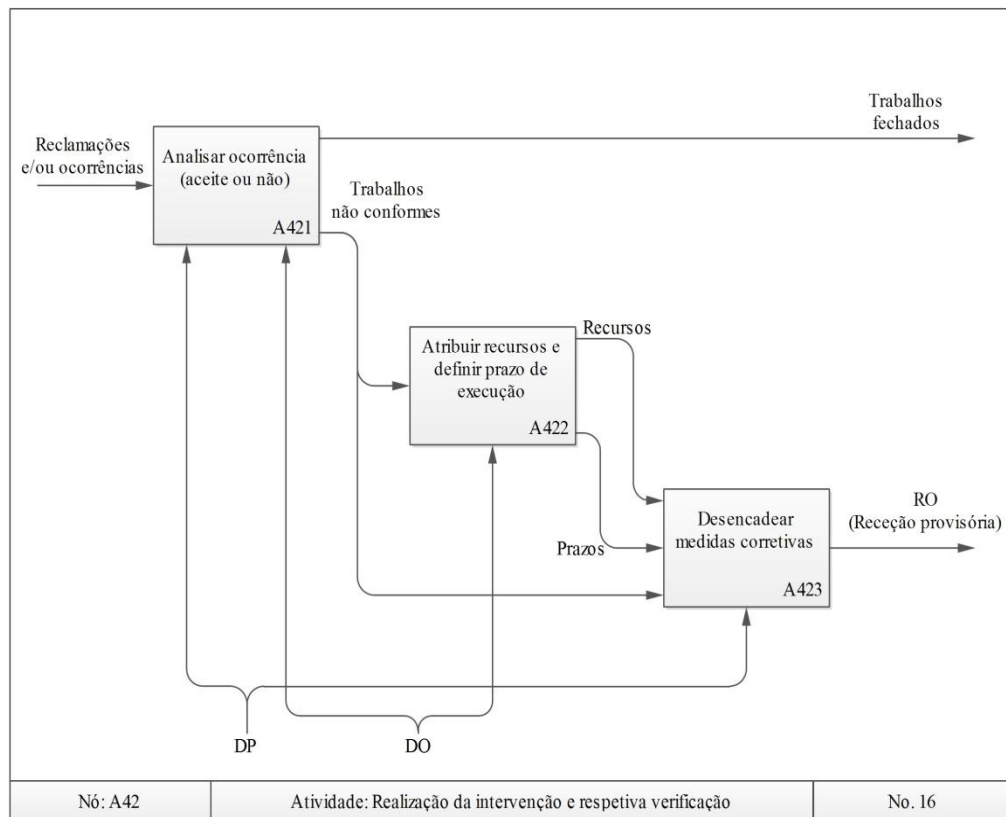 Trabalhos
fechados
Reclamações
e/ou ocorrências
Analisar ocorrência
(aceite ou não)
A421
Trabalhos
não conformes
Recursos
Atribuir recursos e
definir prazo de
execução
A422
Prazos
Desencadear
medidas corretivas
A423
RO
(Receção provisória)
DP
DO
Nó: A42
Atividade: Realização da intervenção e respetiva verificação
No. 16